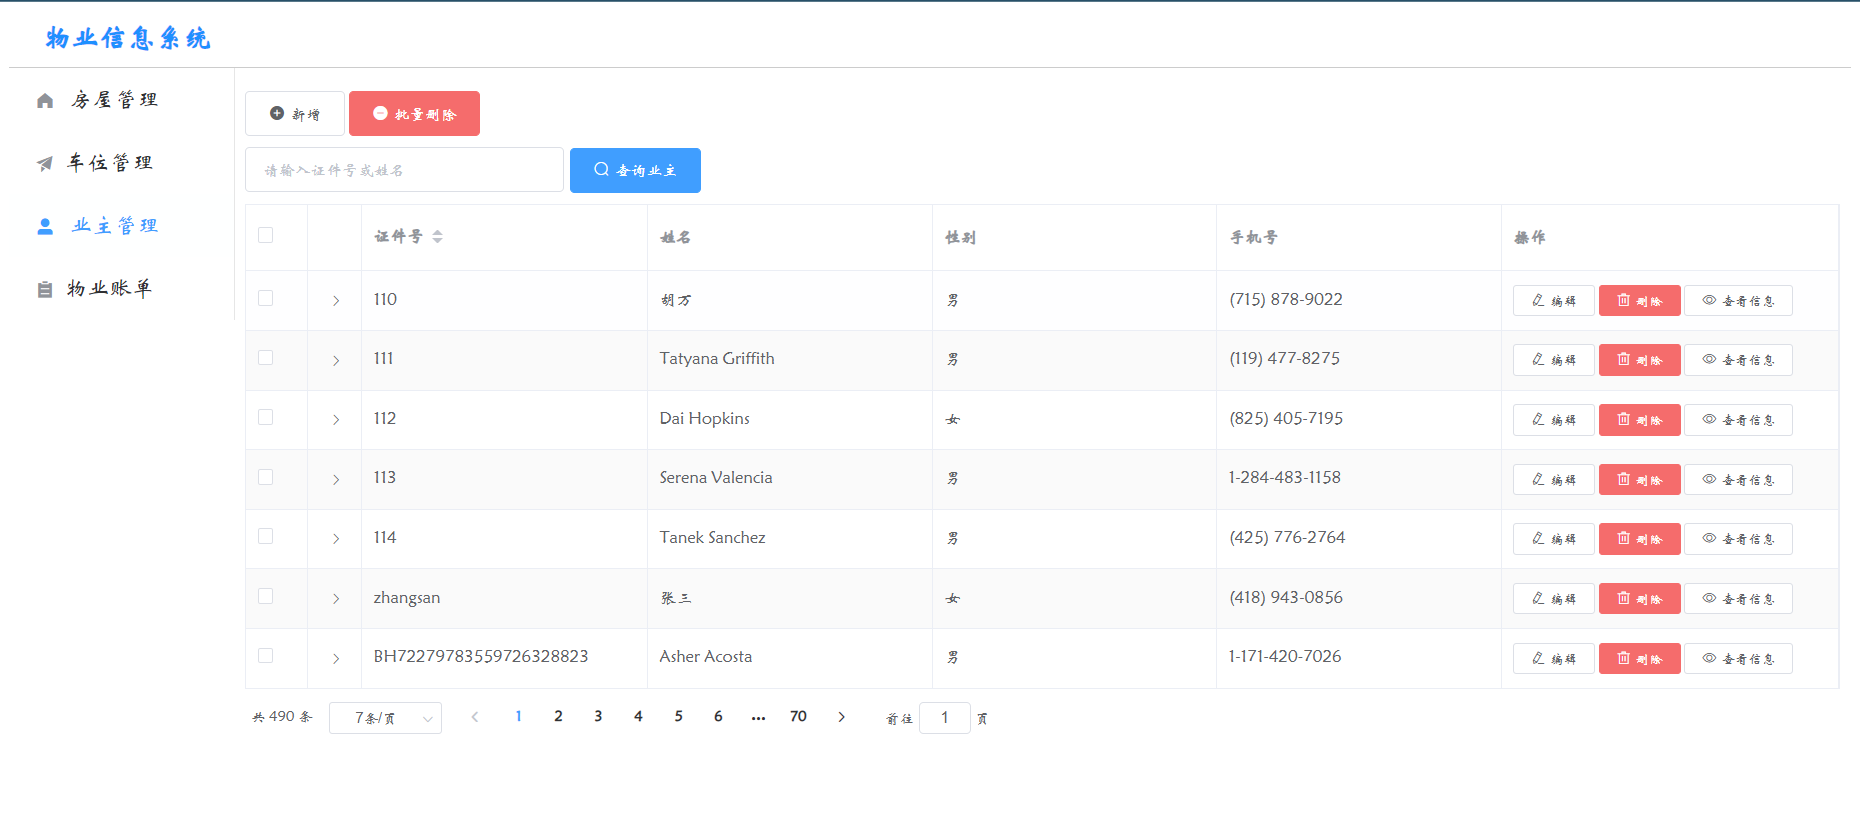 物业信息系统
房屋管理
车位管理
业主管理
物业账单
新增 批量删除
请输入证件号或姓名 查询业主
证件号 姓名 性别 手机号 操作
110 胡万 男 (715) 878-9022 编辑 删除 查看信息
111 Tatyana Griffith 男 (119) 477-8275 编辑 删除 查看信息
112 Dai Hopkins 女 (825) 405-7195 编辑 删除 查看信息
113 Serena Valencia 男 1-284-483-1158 编辑 删除 查看信息
114 Tanek Sanchez 男 (425) 776-2764 编辑 删除 查看信息
zhangsan 张三 女 (418) 943-0856 编辑 删除 查看信息
BH72279783559726328823 Asher Acosta 男 1-171-420-7026 编辑 删除 查看信息
共 490 条 7条/页 1 2 3 4 5 6 ... 70 前往 1 页